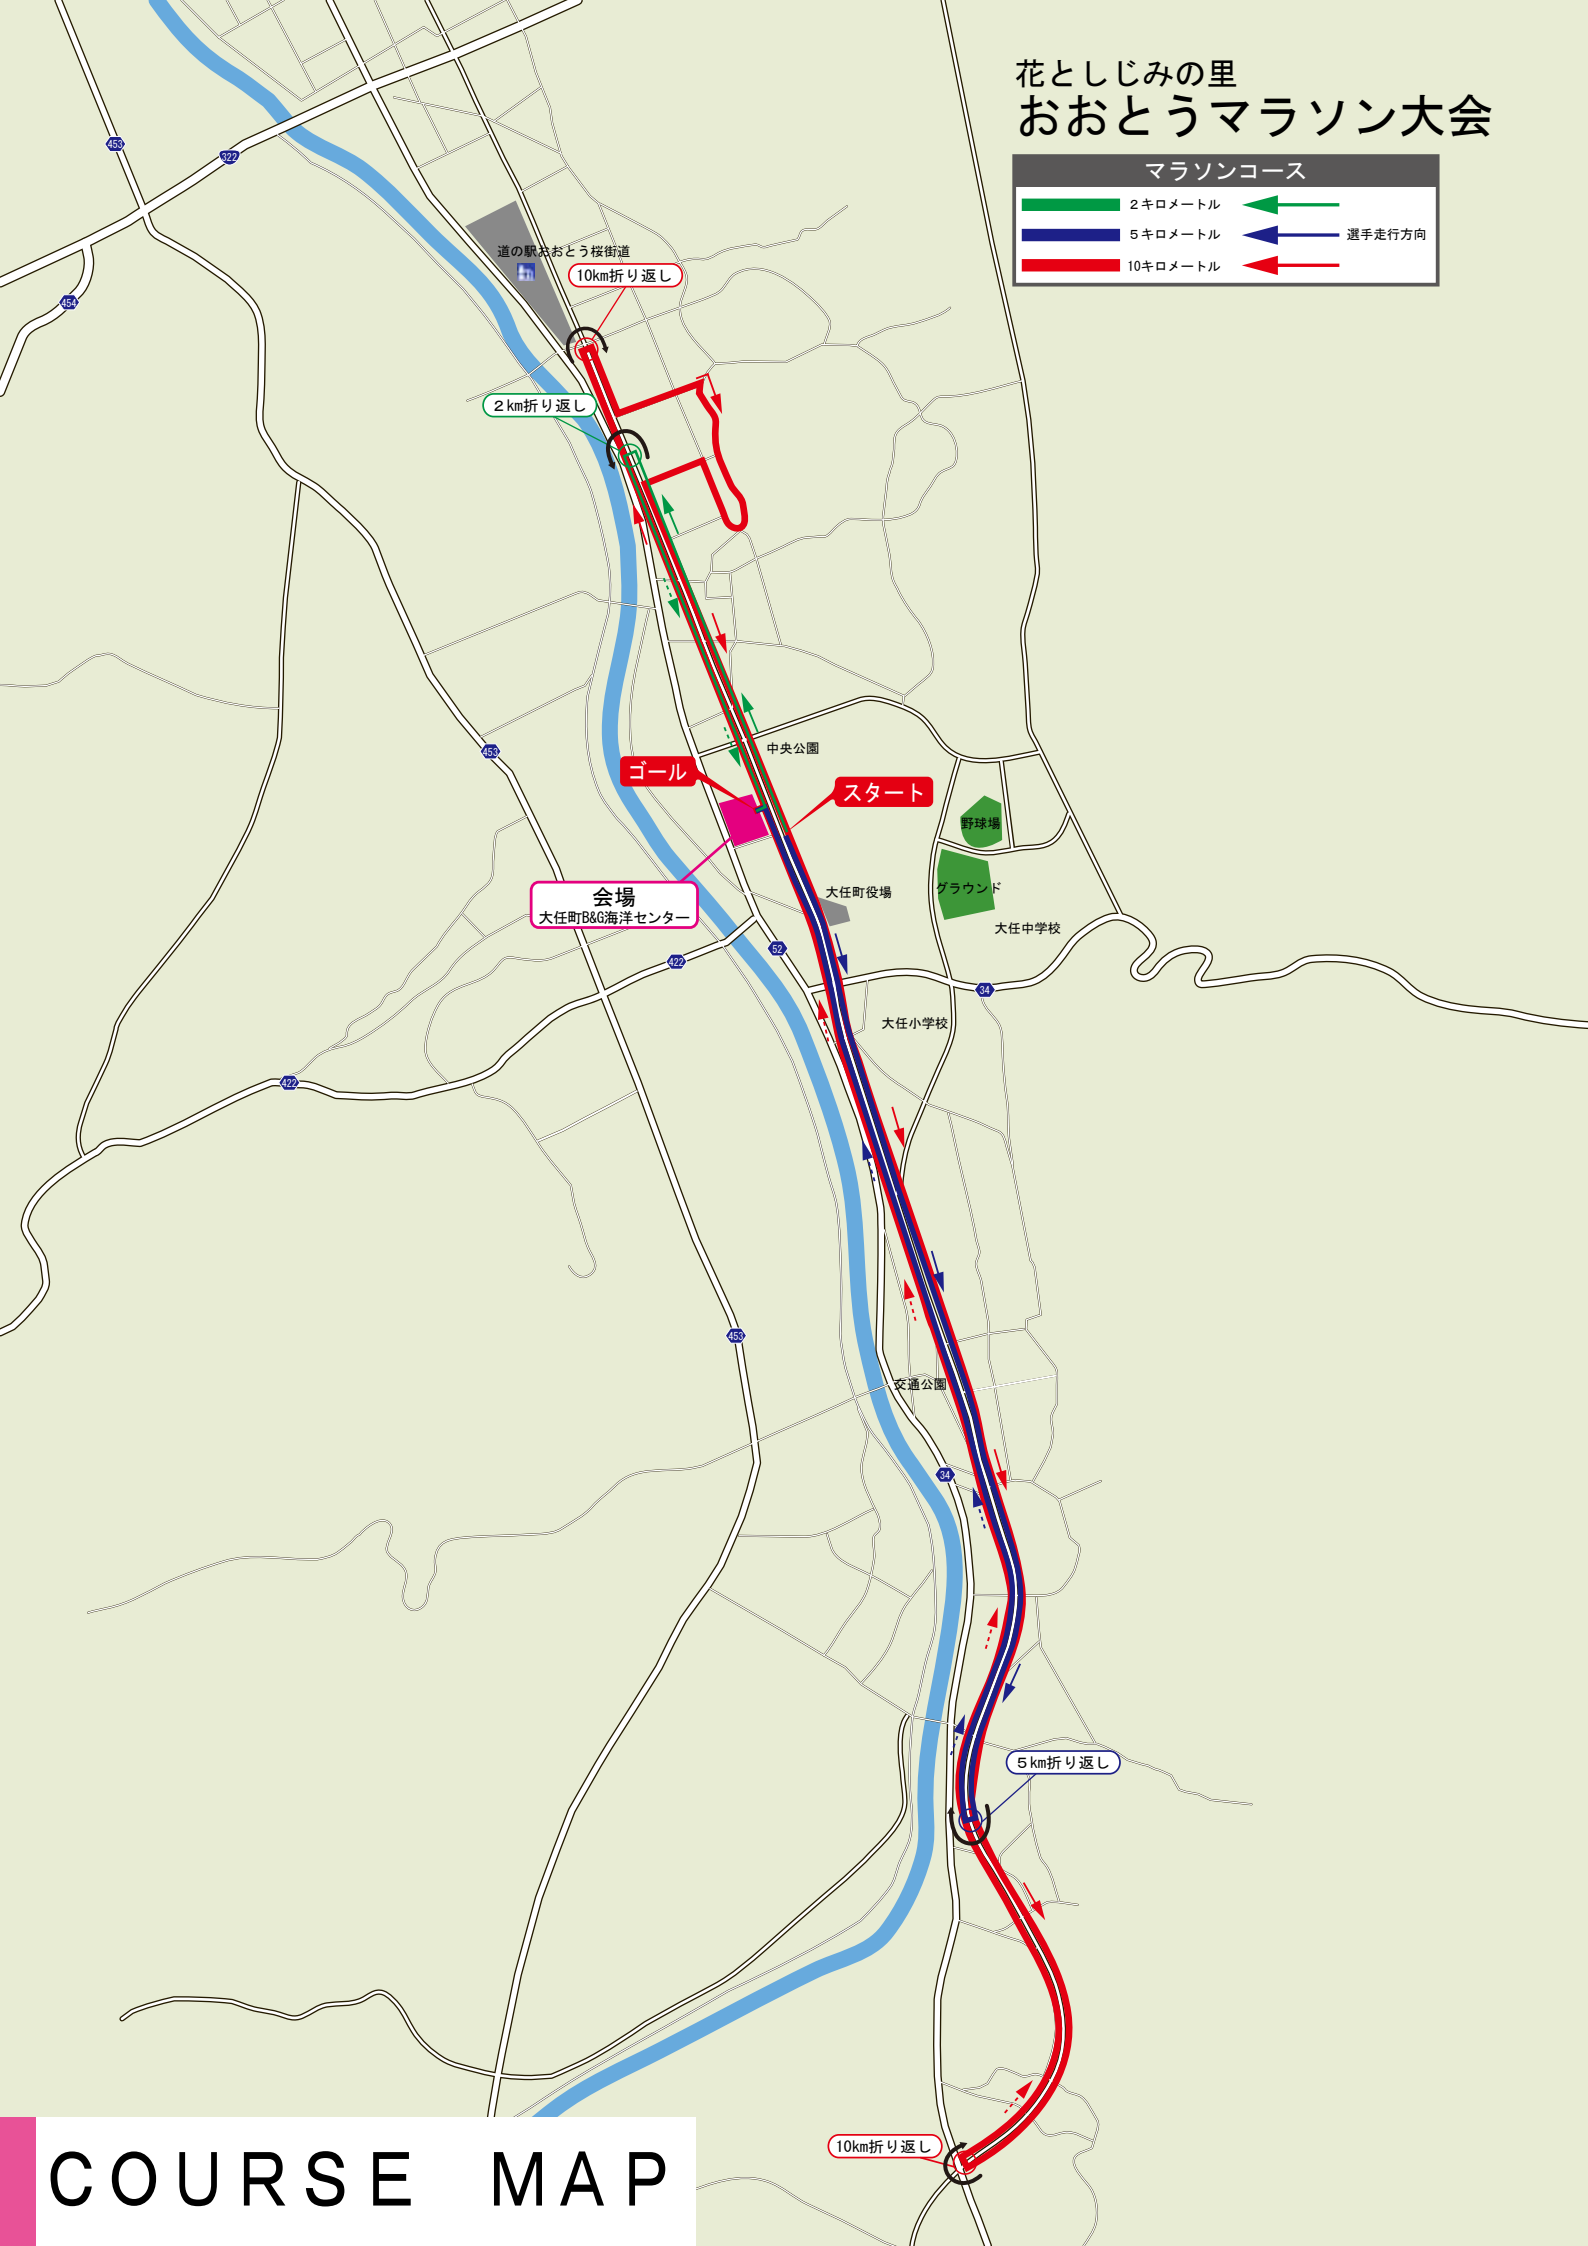 花としじみの里
おおとうマラソン大会
マラソンコース
２キロメートル
５キロメートル
選手走行方向
10キロメートル
453
322
道の駅おおとう桜街道
10km折り返し
454
２km折り返し
453
中央公園
ゴール
スタート
野球場
会場
大任町B&G海洋センター
大任町役場
グラウンド
大任中学校
52
422
34
大任小学校
422
453
交通公園
34
５km折り返し
10km折り返し
COURSE MAP